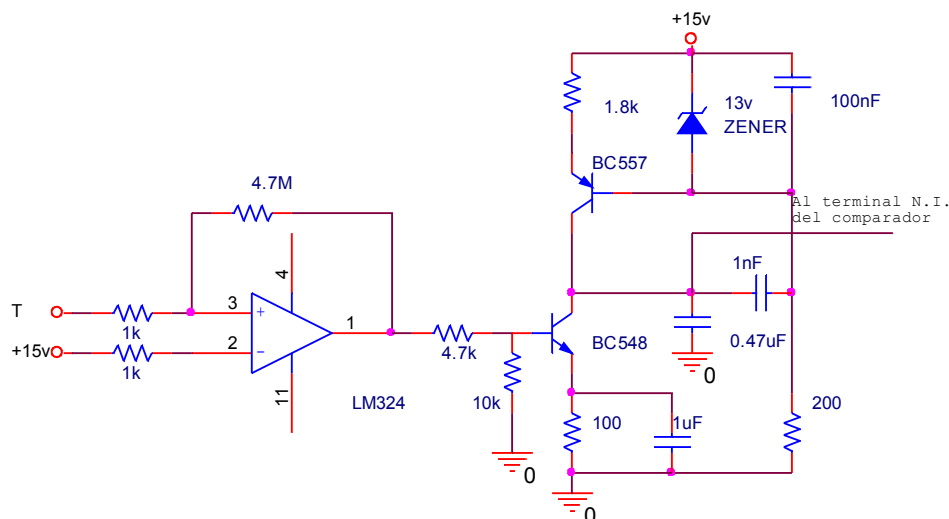 +15v
1.8k
13v
ZENER
100nF
BC557
4.7M
Al terminal N.I.
del comparador
4
1nF
T
1k
3
+
1
+15v
1k
2
−
4.7k
BC548
0.47uF
0
11
LM324
10k
100
1uF
200
0
0